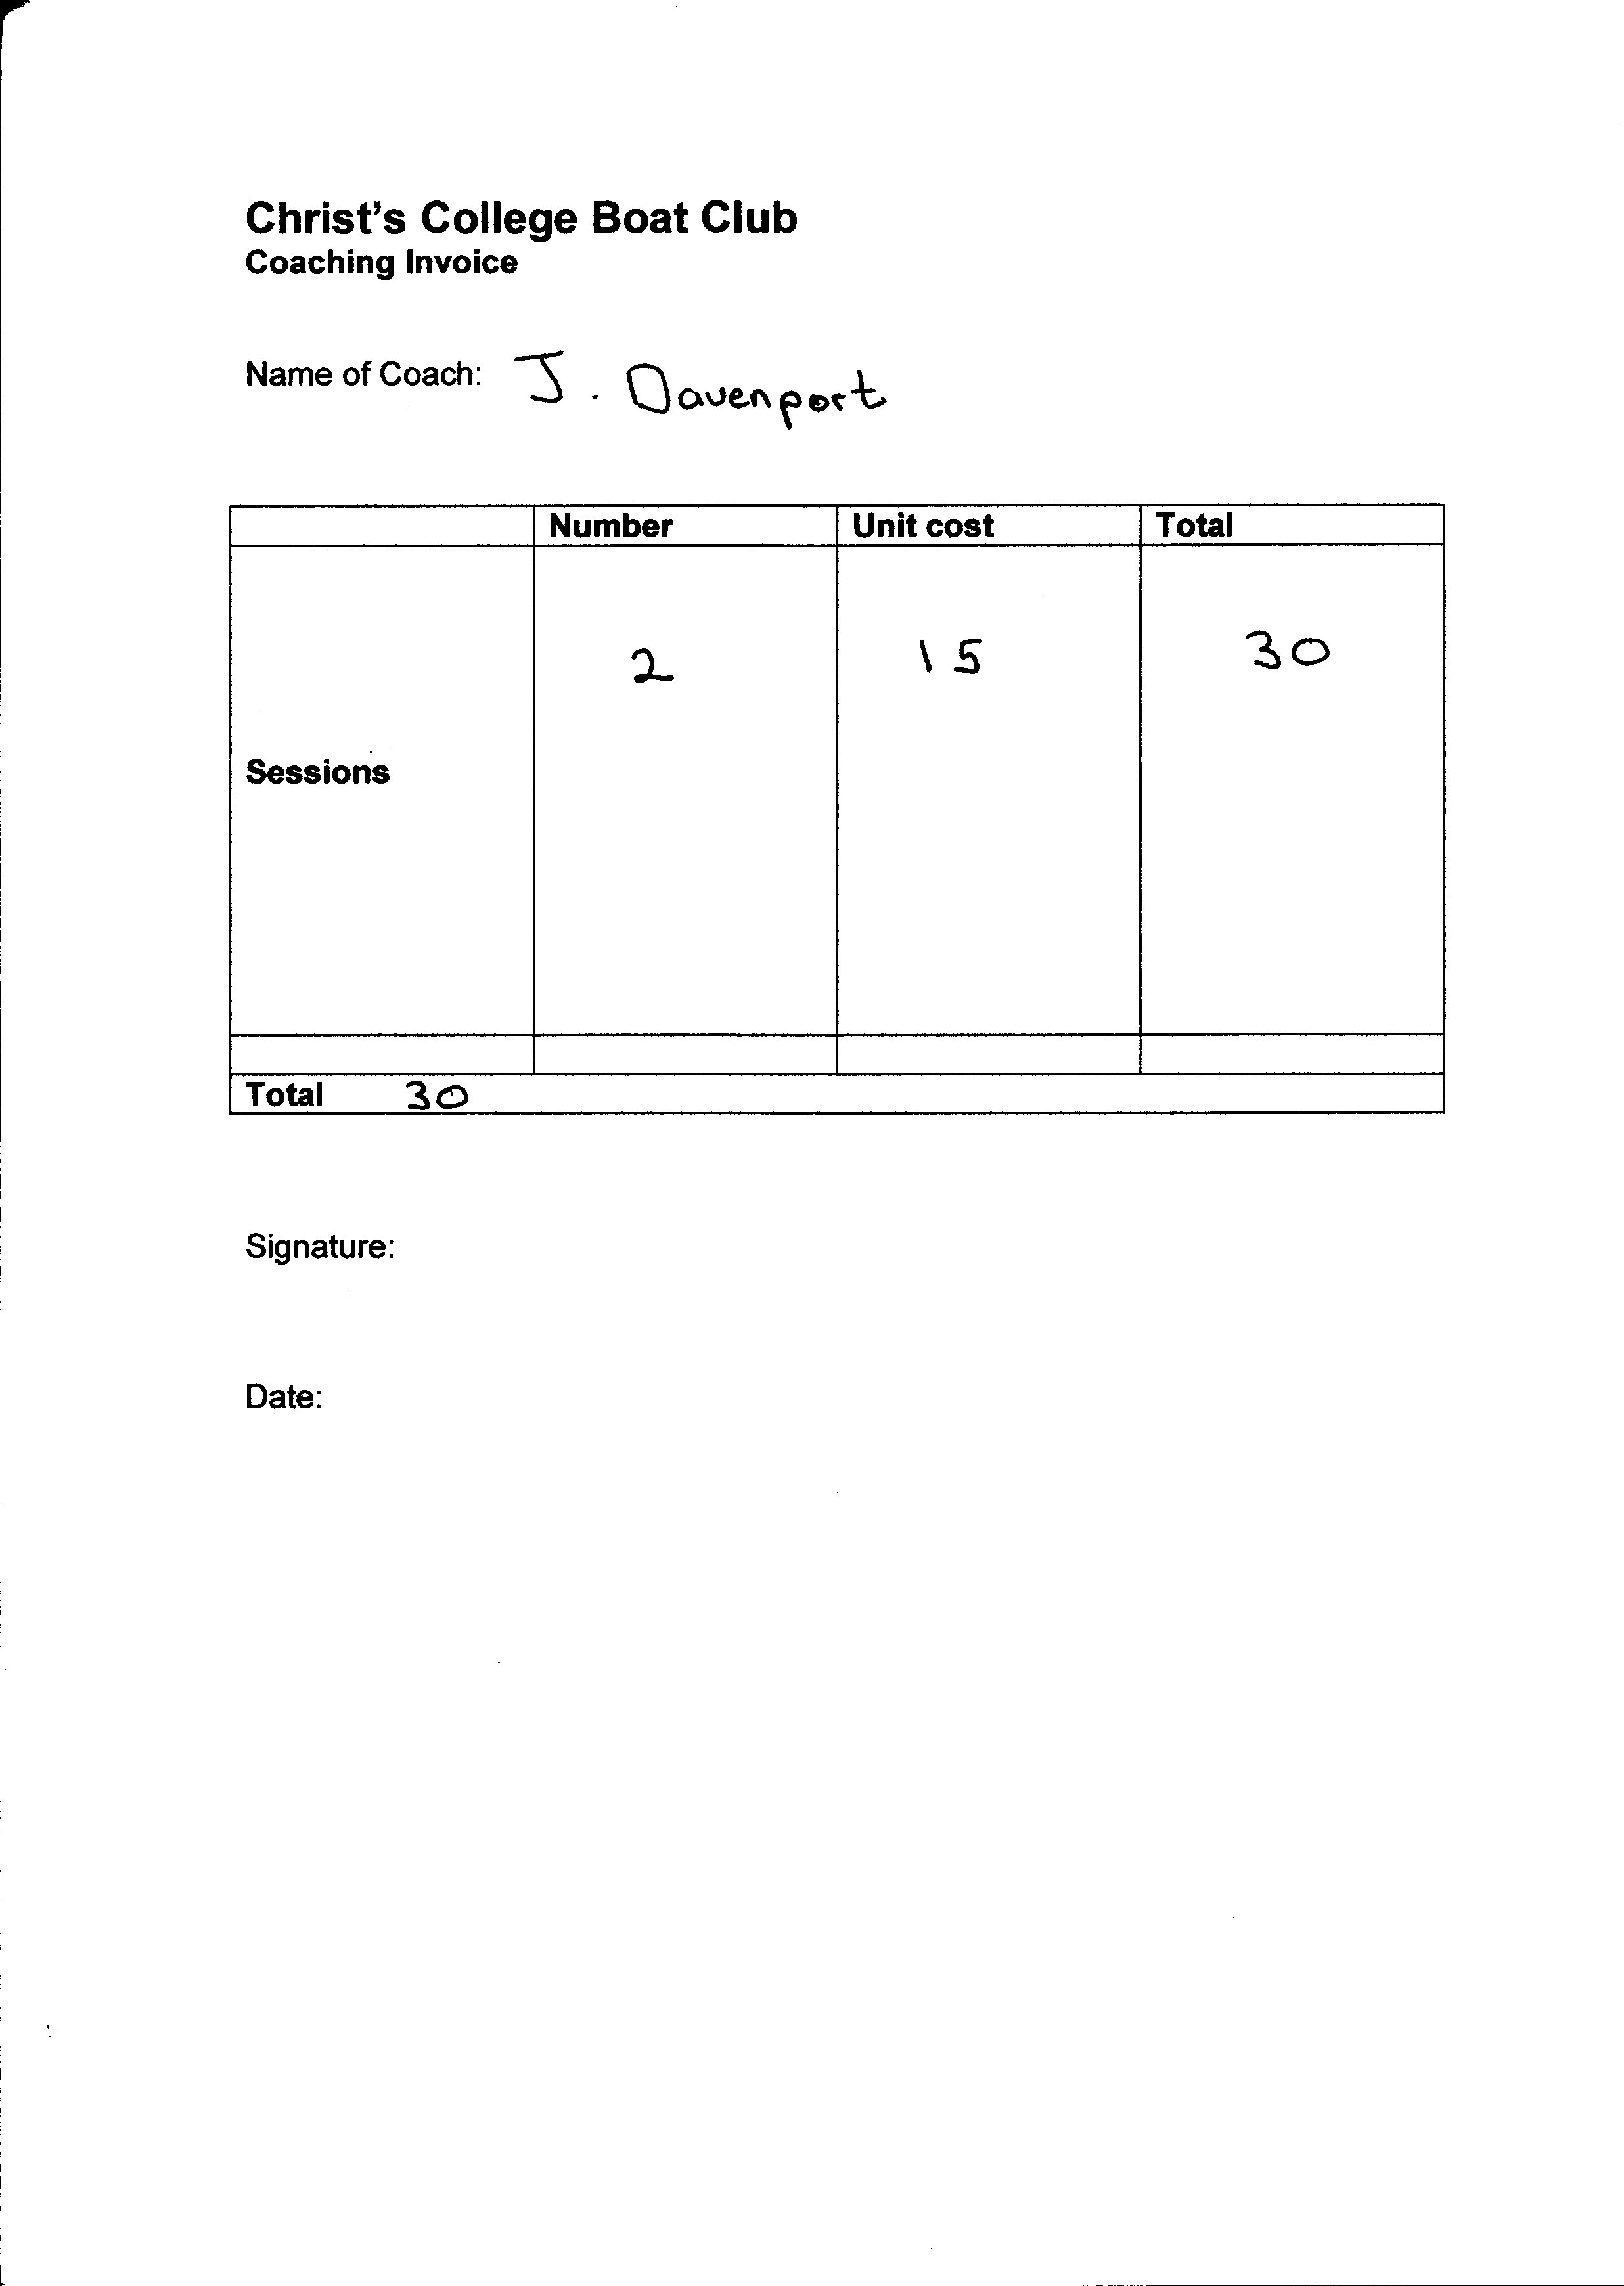 Christ's College Boat Club
Coaching Invoice
Name of Coach: J. Davenport
Number Unit cost Total
2 15 30
Sessions
Total 30
Signature:
Date: